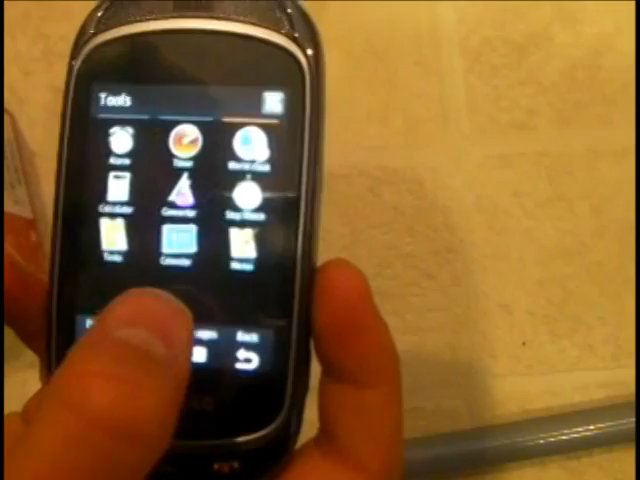 Tools
Alarm Timer World Clock
Calculator Converter Stop Watch
Tasks Calendar Memo
Back